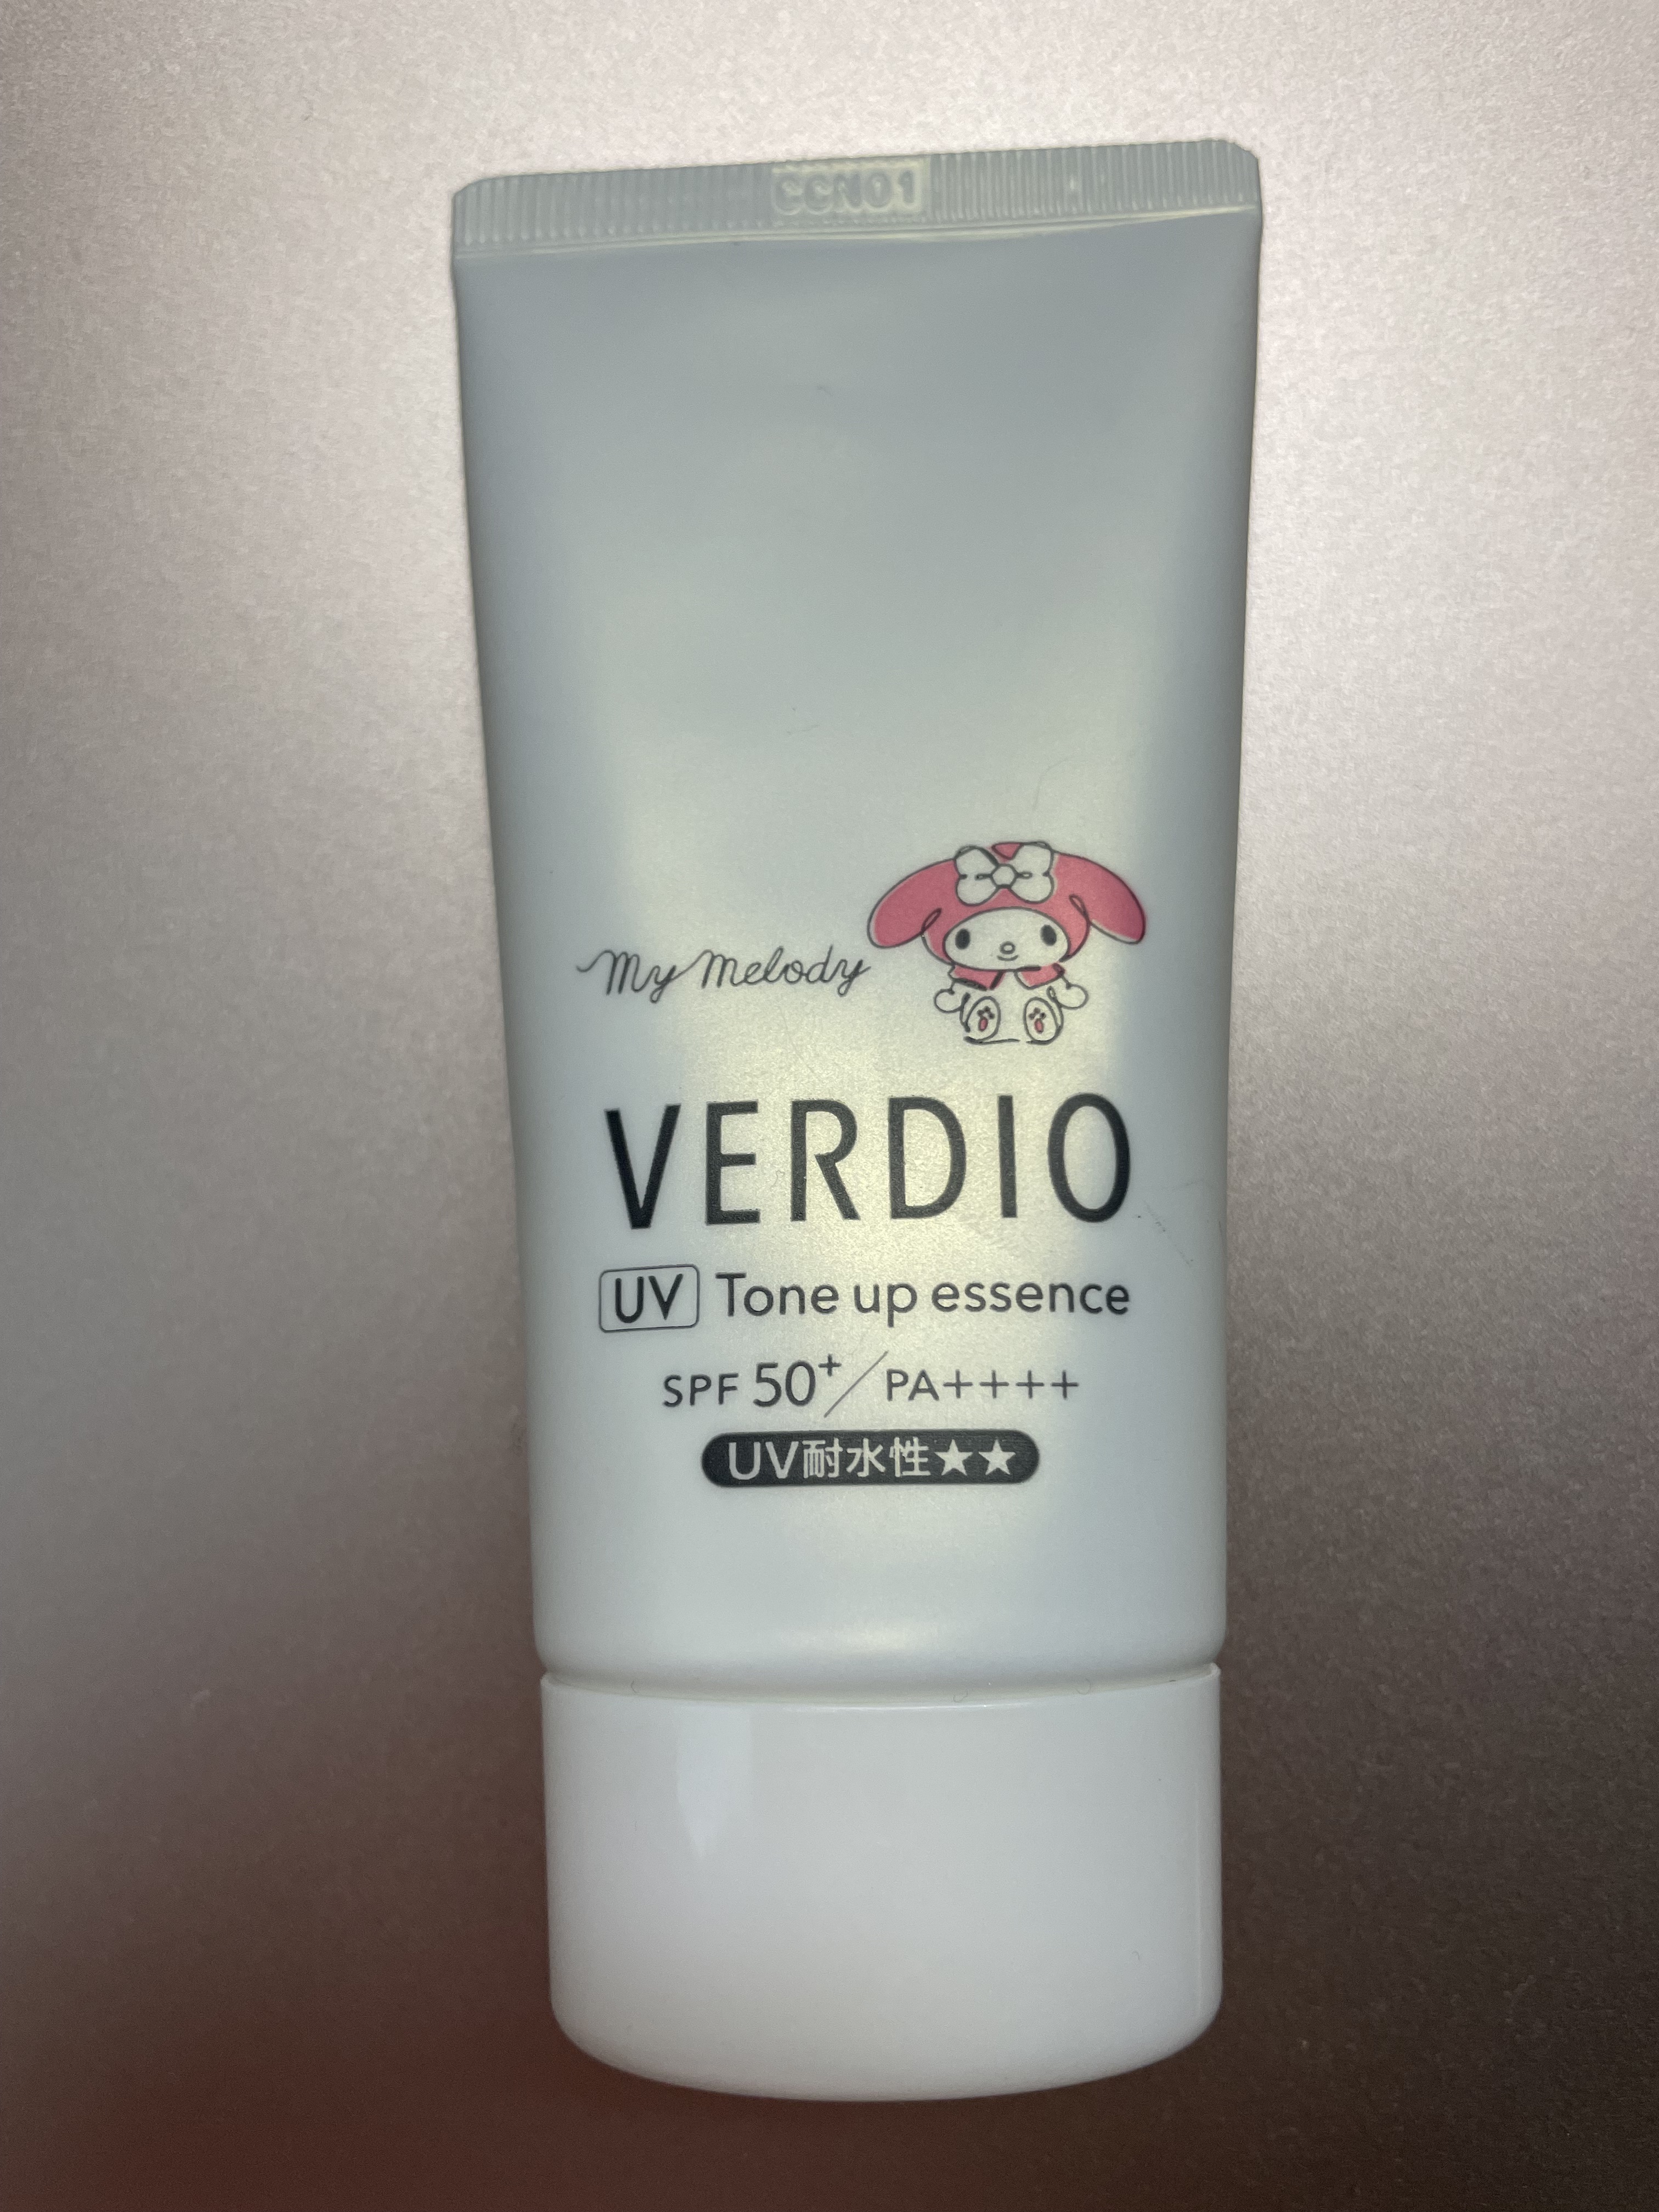 CCN01
My Melody
VERDIO
UV Tone up essence
SPF 50+/PA++++
UV耐水性★★